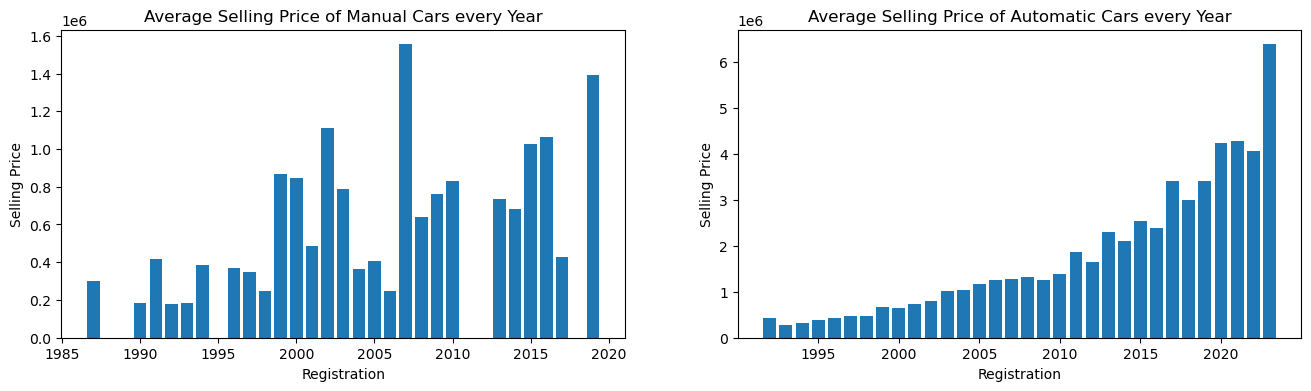 Average Selling Price of Manual Cars every Year
1e6
1.6
1.4
1.2
1.0
0.8
0.6
0.4
0.2
0.0
Selling Price
1985 1990 1995 2000 2005 2010 2015 2020
Registration
Average Selling Price of Automatic Cars every Year
1e6
6
5
4
3
2
1
0
Selling Price
1995 2000 2005 2010 2015 2020
Registration